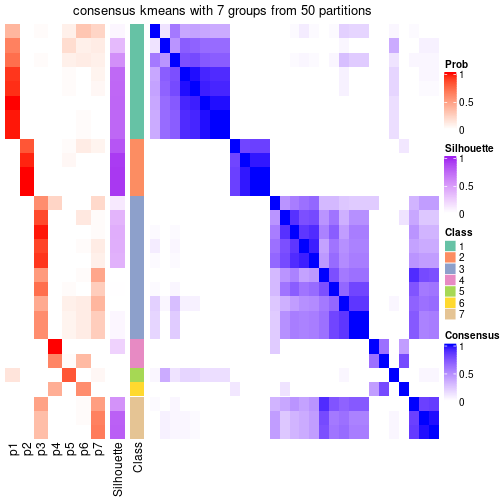 consensus kmeans with 7 groups from 50 partitions
Prob
1
0.5
0
Silhouette
1
0.5
0
Class
1
2
3
4
5
6
7
Consensus
1
0.5
0
p1
p2
p3
p4
p5
p6
p7
Silhouette
Class